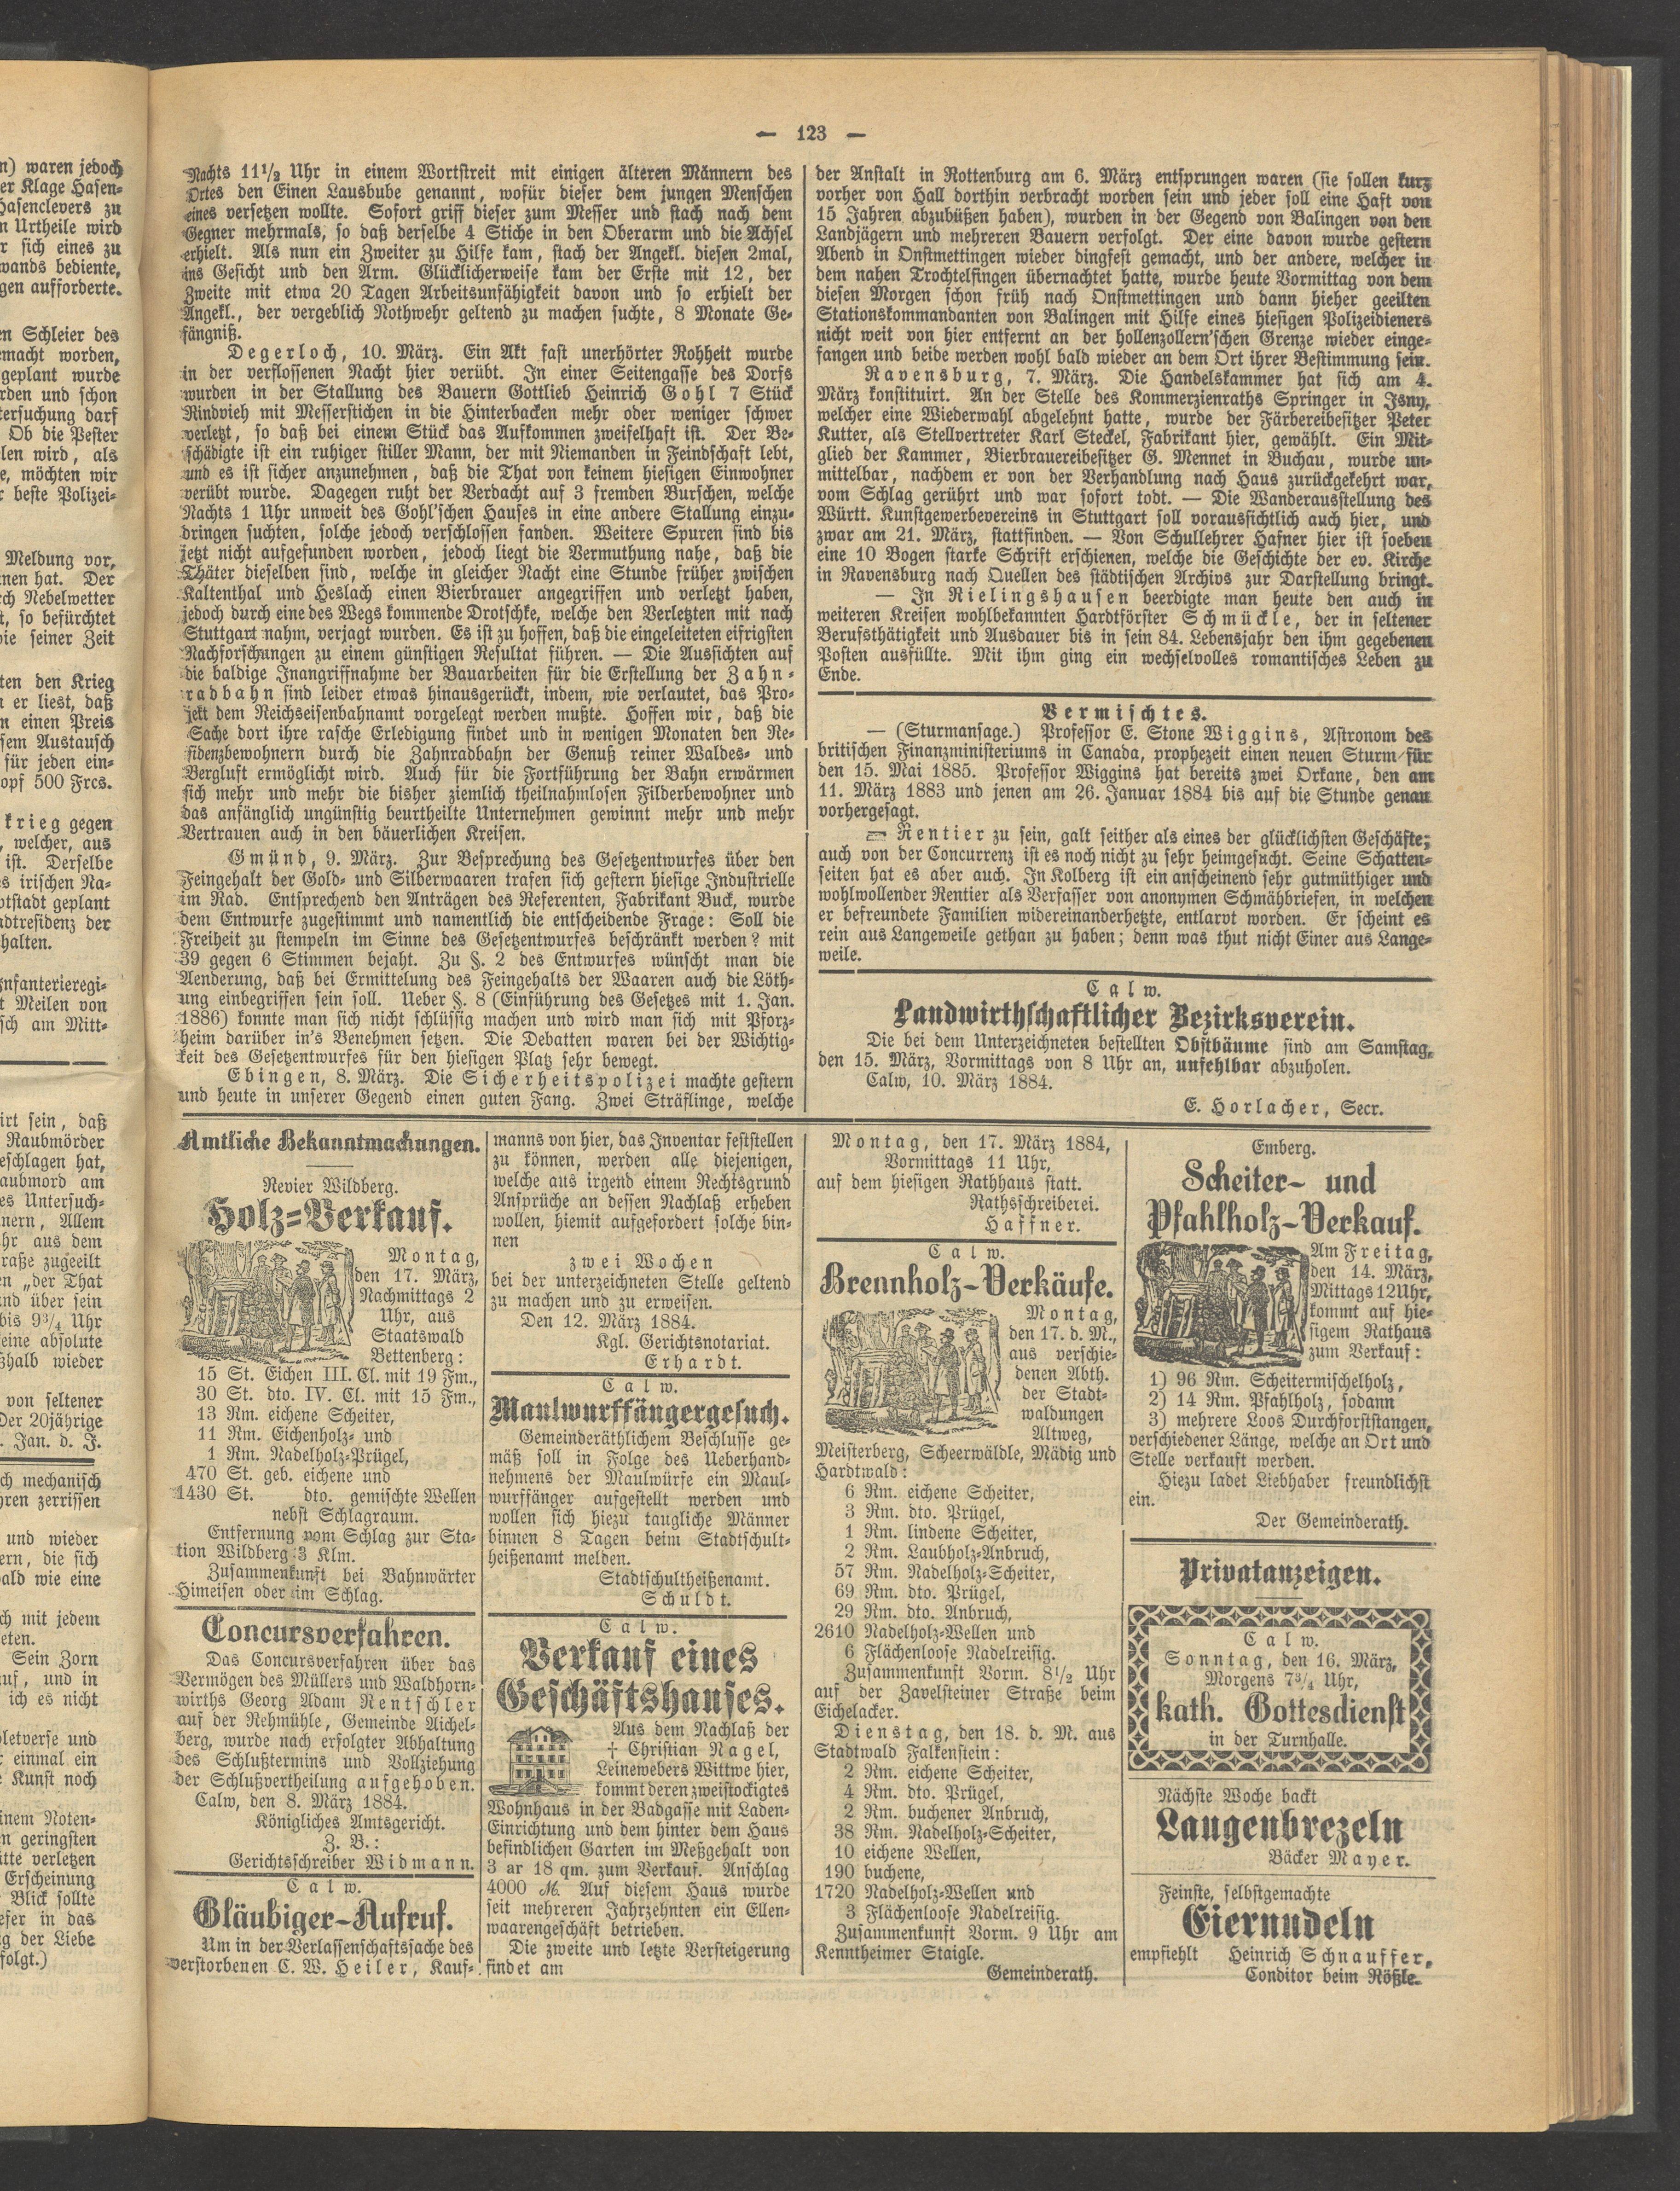 — 123 —
Nachts 11½ Uhr in einem Wortstreit mit einigen älteren Männern des
Ortes den Einen Lausbube genannt, wofür dieser dem jungen Menschen
eines versetzen wollte. Sofort griff dieser zum Messer und stach nach dem
Gegner mehrmals, so daß derselbe 4 Stiche in den Oberarm und die Achsel
erhielt. Als nun ein Zweiter zu Hilfe kam, stach der Angekl. diesen 2mal,
ins Gesicht und den Arm. Glücklicherweise kam der Erste mit 12, der
Zweite mit etwa 20 Tagen Arbeitsunfähigkeit davon und so erhielt der
Angekl., der vergeblich Nothwehr geltend zu machen suchte, 8 Monate Ge-
fängniß.
Degerloch, 10. März. Ein Akt fast unerhörter Rohheit wurde
in der verflossenen Nacht hier verübt. In einer Seitengasse des Dorfs
wurden in der Stallung des Bauern Gottlieb Heinrich Gohl 7 Stück
Rindvieh mit Messerstichen in die Hinterbacken mehr oder weniger schwer
verletzt, so daß bei einem Stück das Aufkommen zweifelhaft ist. Der Be-
schädigte ist ein ruhiger stiller Mann, der mit Niemanden in Feindschaft lebt,
und es ist sicher anzunehmen, daß die That von keinem hiesigen Einwohner
verübt wurde. Dagegen ruht der Verdacht auf 3 fremden Burschen, welche
Nachts 1 Uhr unweit des Gohl'schen Hauses in eine andere Stallung einzu-
dringen suchten, solche jedoch verschlossen fanden. Weitere Spuren sind bis
jetzt nicht aufgefunden worden, jedoch liegt die Vermuthung nahe, daß die
Thäter dieselben sind, welche in gleicher Nacht eine Stunde früher zwischen
Kaltenthal und Heslach einen Bierbrauer angegriffen und verletzt haben,
jedoch durch eine des Wegs kommende Drotschke, welche den Verletzten mit nach
Stuttgart nahm, verjagt wurden. Es ist zu hoffen, daß die eingeleiteten eifrigsten
Nachforschungen zu einem günstigen Resultat führen. — Die Aussichten auf
die baldige Inangriffnahme der Bauarbeiten für die Erstellung der Zahn-
radbahn sind leider etwas hinausgerückt, indem, wie verlautet, das Pro-
jekt dem Reichseisenbahnamt vorgelegt werden mußte. Hoffen wir, daß die
Sache dort ihre rasche Erledigung findet und in wenigen Monaten den Re-
sidenzbewohnern durch die Zahnradbahn der Genuß reiner Waldes- und
Bergluft ermöglicht wird. Auch für die Fortführung der Bahn erwärmen
sich mehr und mehr die bisher ziemlich theilnahmlosen Filderbewohner und
das anfänglich ungünstig beurtheilte Unternehmen gewinnt mehr und mehr
Vertrauen auch in den bäuerlichen Kreisen.
Gmünd, 9. März. Zur Besprechung des Gesetzentwurfes über den
Feingehalt der Gold- und Silberwaaren trafen sich gestern hiesige Industrielle
im Rad. Entsprechend den Anträgen des Referenten, Fabrikant Buck, wurde
dem Entwurfe zugestimmt und namentlich die entscheidende Frage: Soll die
Freiheit zu stempeln im Sinne des Gesetzentwurfes beschränkt werden? mit
39 gegen 6 Stimmen bejaht. Zu §. 2 des Entwurfes wünscht man die
Aenderung, daß bei Ermittelung des Feingehalts der Waaren auch die Löth-
ung einbegriffen sein soll. Ueber §. 8 (Einführung des Gesetzes mit 1. Jan.
1886) konnte man sich nicht schlüssig machen und wird man sich mit Pforz-
heim darüber in's Benehmen setzen. Die Debatten waren bei der Wichtig-
keit des Gesetzentwurfes für den hiesigen Platz sehr bewegt.
Ebingen, 8. März. Die Sicherheitspolizei machte gestern
und heute in unserer Gegend einen guten Fang. Zwei Sträflinge, welche
der Anstalt in Rottenburg am 6. März entsprungen waren (sie sollen kurz
vorher von Hall dorthin verbracht worden sein und jeder soll eine Haft von
15 Jahren abzubüßen haben), wurden in der Gegend von Balingen von den
Landjägern und mehreren Bauern verfolgt. Der eine davon wurde gestern
Abend in Onstmettingen wieder dingfest gemacht, und der andere, welcher in
dem nahen Trochtelfingen übernachtet hatte, wurde heute Vormittag von dem
diesen Morgen schon früh nach Onstmettingen und dann hieher geeilten
Stationskommandanten von Balingen mit Hilfe eines hiesigen Polizeidieners
nicht weit von hier entfernt an der hollenzollern'schen Grenze wieder einge-
fangen und beide werden wohl bald wieder an dem Ort ihrer Bestimmung sein.
Ravensburg, 7. März. Die Handelskammer hat sich am 4.
März konstituirt. An der Stelle des Kommerzienraths Springer in Isny,
welcher eine Wiederwahl abgelehnt hatte, wurde der Färbereibesitzer Peter
Kutter, als Stellvertreter Karl Steckel, Fabrikant hier, gewählt. Ein Mit-
glied der Kammer, Bierbrauereibesitzer G. Mennet in Buchau, wurde un-
mittelbar, nachdem er von der Verhandlung nach Haus zurückgekehrt war,
vom Schlag gerührt und war sofort todt. — Die Wanderausstellung des
Württ. Kunstgewerbevereins in Stuttgart soll voraussichtlich auch hier, und
zwar am 21. März, stattfinden. — Von Schullehrer Hafner hier ist soeben
eine 10 Bogen starke Schrift erschienen, welche die Geschichte der ev. Kirche
in Ravensburg nach Quellen des städtischen Archivs zur Darstellung bringt.
— In Rielingshausen beerdigte man heute den auch in
weiteren Kreisen wohlbekannten Hardtförster Schmückle, der in seltener
Berufsthätigkeit und Ausdauer bis in sein 84. Lebensjahr den ihm gegebenen
Posten ausfüllte. Mit ihm ging ein wechselvolles romantisches Leben zu
Ende.
Vermischtes.
— (Sturmansage.) Professor E. Stone Wiggins, Astronom des
britischen Finanzministeriums in Canada, prophezeit einen neuen Sturm für
den 15. Mai 1885. Professor Wiggins hat bereits zwei Orkane, den am
11. März 1883 und jenen am 26. Januar 1884 bis auf die Stunde genau
vorhergesagt.
— Rentier zu sein, galt seither als eines der glücklichsten Geschäfte;
auch von der Concurrenz ist es noch nicht zu sehr heimgesucht. Seine Schatten-
seiten hat es aber auch. In Kolberg ist ein anscheinend sehr gutmüthiger und
wohlwollender Rentier als Verfasser von anonymen Schmähbriefen, in welchen
er befreundete Familien widereinanderhetzte, entlarvt worden. Er scheint es
rein aus Langeweile gethan zu haben; denn was thut nicht Einer aus Lange-
weile.
Calw.
Landwirthschaftlicher Bezirksverein.
Die bei dem Unterzeichneten bestellten Obstbäume sind am Samstag,
den 15. März, Vormittags von 8 Uhr an, unfehlbar abzuholen.
Calw, 10. März 1884.
E. Horlacher, Secr.
Amtliche Bekanntmachungen.
Revier Wildberg.
Holz-Verkauf.
Montag,
den 17. März,
Nachmittags 2
Uhr, aus
Staatswald
Bettenberg:
15 St. Eichen III. Cl. mit 19 Fm.,
30 St. dto. IV. Cl. mit 15 Fm.,
13 Rm. eichene Scheiter,
11 Rm. Eichenholz- und
1 Rm. Nadelholz-Prügel,
470 St. geb. eichene und
1430 St. dto. gemischte Wellen
nebst Schlagraum.
Entfernung vom Schlag zur Sta-
tion Wildberg 3 Klm.
Zusammenkunft bei Bahnwärter
Himeisen oder im Schlag.
Concursverfahren.
Das Concursverfahren über das
Vermögen des Müllers und Waldhorn-
wirths Georg Adam Rentschler
auf der Rehmühle, Gemeinde Aichel-
berg, wurde nach erfolgter Abhaltung
des Schlußtermins und Vollziehung
der Schlußvertheilung aufgehoben.
Calw, den 8. März 1884.
Königliches Amtsgericht.
Z. B.:
Gerichtsschreiber Widmann.
Calw.
Gläubiger-Aufruf.
Um in der Verlassenschaftssache des
verstorbenen C. W. Heiler, Kauf-
manns von hier, das Inventar feststellen
zu können, werden alle diejenigen,
welche aus irgend einem Rechtsgrund
Ansprüche an dessen Nachlaß erheben
wollen, hiemit aufgefordert solche bin-
nen
zwei Wochen
bei der unterzeichneten Stelle geltend
zu machen und zu erweisen.
Den 12. März 1884.
Kgl. Gerichtsnotariat.
Erhardt.
Calw.
Maulwurffängergesuch.
Gemeinderäthlichem Beschlusse ge-
mäß soll in Folge des Ueberhand-
nehmens der Maulwürfe ein Maul-
wurffänger aufgestellt werden und
wollen sich hiezu taugliche Männer
binnen 8 Tagen beim Stadtschult-
heißenamt melden.
Stadtschultheißenamt.
Schuldt.
Calw.
Verkauf eines
Geschäftshauses.
Aus dem Nachlaß der
† Christian Nagel,
Leinewebers Wittwe hier,
kommt deren zweistockigtes
Wohnhaus in der Badgasse mit Laden-
Einrichtung und dem hinter dem Haus
befindlichen Garten im Meßgehalt von
3 ar 18 qm. zum Verkauf. Anschlag
4000 ℳ. Auf diesem Haus wurde
seit mehreren Jahrzehnten ein Ellen-
waarengeschäft betrieben.
Die zweite und letzte Versteigerung
findet am
Montag, den 17. März 1884,
Vormittags 11 Uhr,
auf dem hiesigen Rathhaus statt.
Rathsschreiberei.
Haffner.
Calw.
Brennholz-Verkäufe.
Montag,
den 17. d. M.,
aus verschie-
denen Abth.
der Stadt-
waldungen
Altweg,
Meisterberg, Scheerwäldle, Mädig und
Hardtwald:
6 Rm. eichene Scheiter,
3 Rm. dto. Prügel,
1 Rm. lindene Scheiter,
2 Rm. Laubholz-Anbruch,
57 Rm. Nadelholz-Scheiter,
69 Rm. dto. Prügel,
29 Rm. dto. Anbruch,
2610 Nadelholz-Wellen und
6 Flächenloose Nadelreisig.
Zusammenkunft Vorm. 8½ Uhr
auf der Zavelsteiner Straße beim
Eichelacker.
Dienstag, den 18. d. M. aus
Stadtwald Falkenstein:
2 Rm. eichene Scheiter,
4 Rm. dto. Prügel,
2 Rm. buchener Anbruch,
38 Rm. Nadelholz-Scheiter,
10 eichene Wellen,
190 buchene,
1720 Nadelholz-Wellen und
3 Flächenloose Nadelreisig.
Zusammenkunft Vorm. 9 Uhr am
Kenntheimer Staigle.
Gemeinderath.
Emberg.
Scheiter- und
Pfahlholz-Verkauf.
Am Freitag,
den 14. März,
Mittags 12 Uhr,
kommt auf hie-
sigem Rathaus
zum Verkauf:
1) 96 Rm. Scheitermischelholz,
2) 14 Rm. Pfahlholz, sodann
3) mehrere Loos Durchforststangen,
verschiedener Länge, welche an Ort und
Stelle verkauft werden.
Hiezu ladet Liebhaber freundlichst
ein.
Der Gemeinderath.
Privatanzeigen.
Calw.
Sonntag, den 16. März,
Morgens 7¾ Uhr,
kath. Gottesdienst
in der Turnhalle.
Nächste Woche backt
Laugenbrezeln
Bäcker Mayer.
Feinste, selbstgemachte
Eiernudeln
empfiehlt Heinrich Schnauffer,
Conditor beim Rößle.